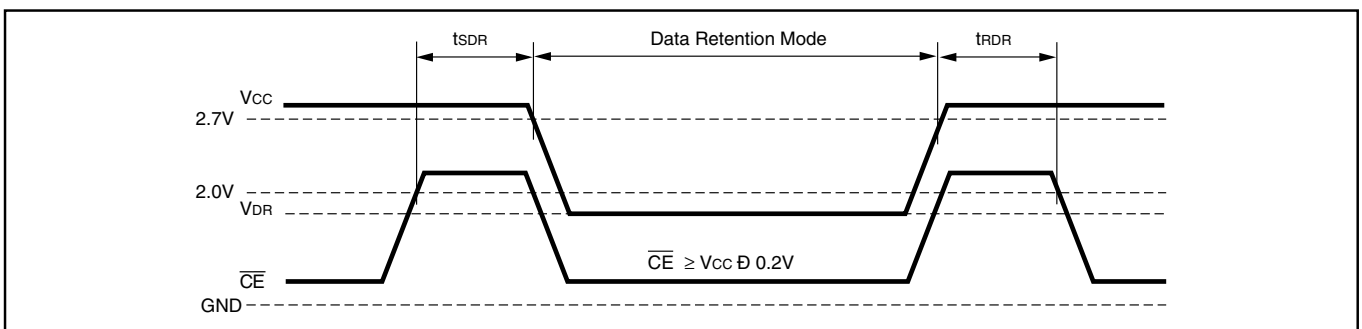 tSDR
Data Retention Mode
tRDR
VCC
2.7V
2.0V
VDR
CE ≥ VCC Ð 0.2V
CE
GND